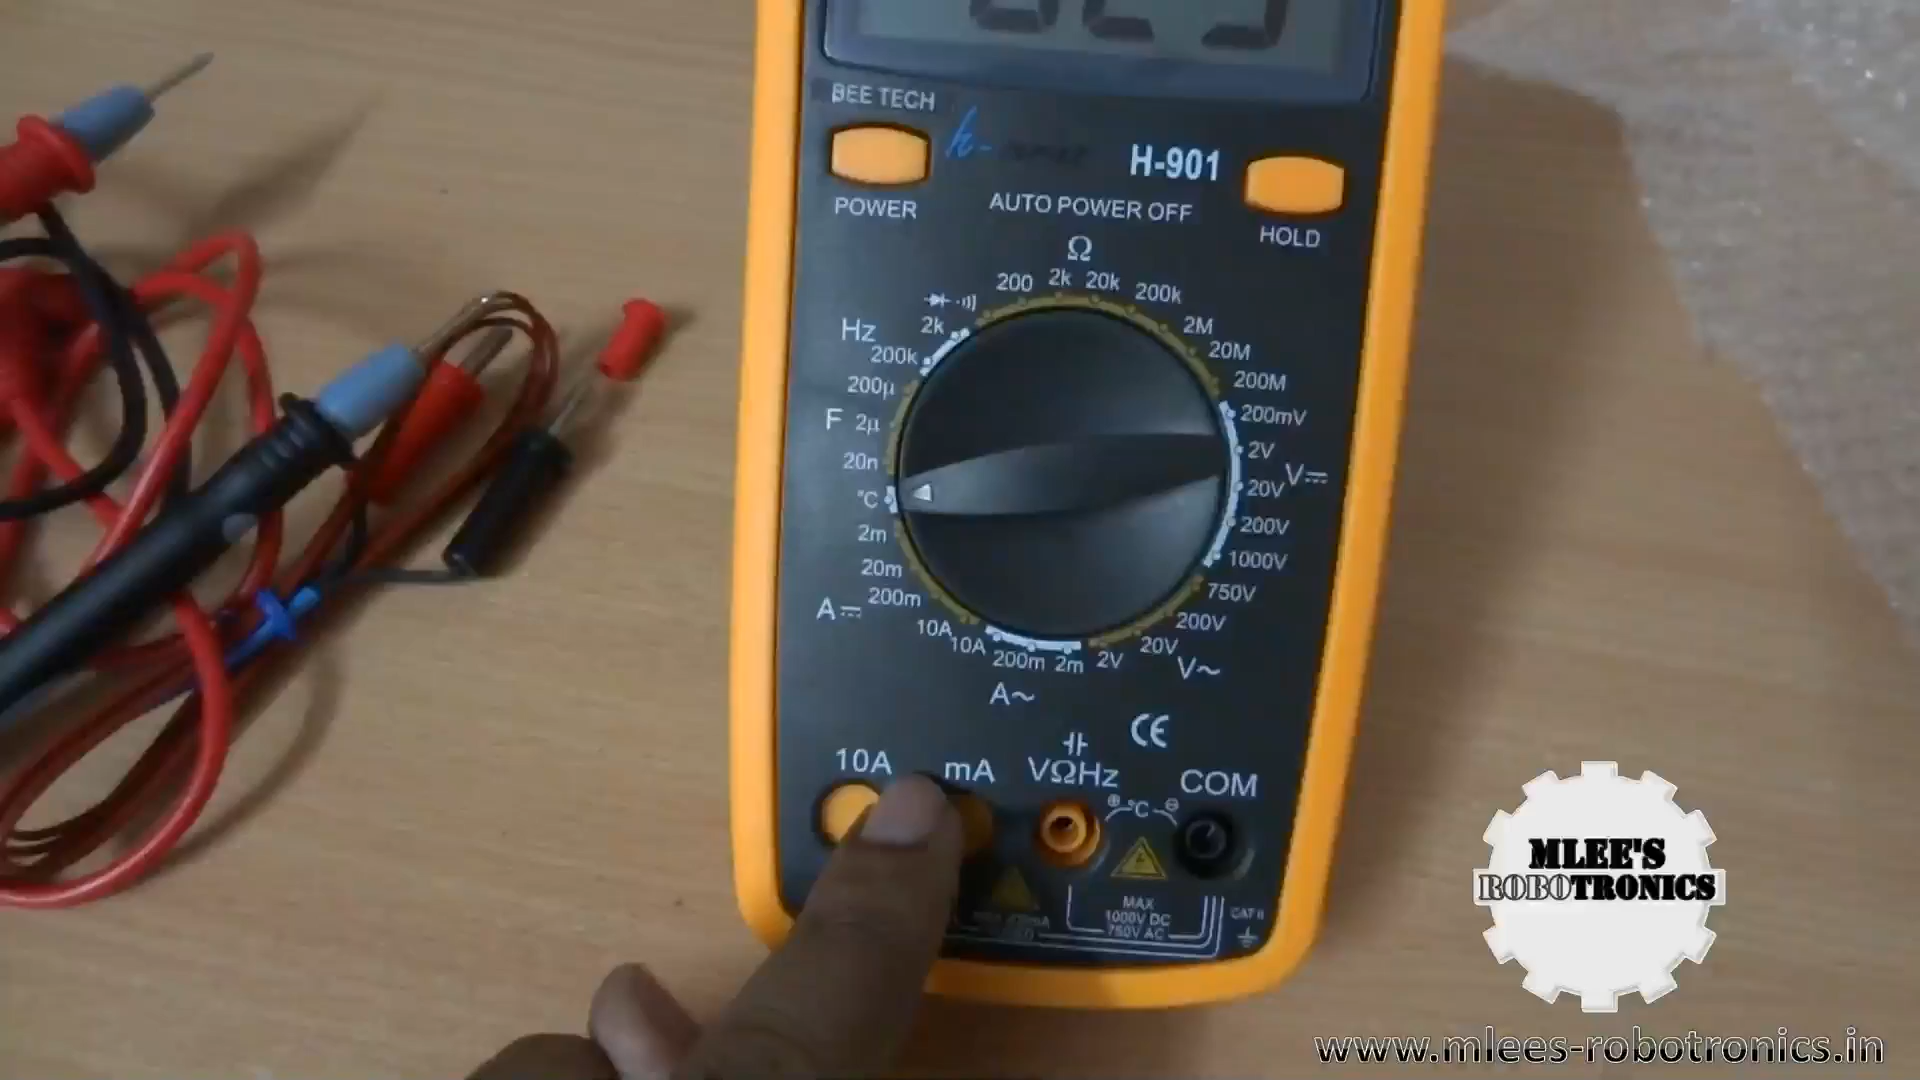 BEE TECH
H-901
POWER
AUTO POWER OFF
HOLD
Ω
200 2k 20k 200k 2M 20M 200M
Hz
2k
200k
F
200µ
2µ
20n
°C
A⎓
2m
20m
200m
10A
A~
10A 200m 2m
V~
2V 20V 200V 750V
V⎓
200mV
2V
20V
200V
1000V
CE
10A mA VΩHz COM
⊕ °C ⊖
MAX
1000V DC
750V AC
CAT II
MLEE'S
ROBOTRONICS
www.mlees-robotronics.in